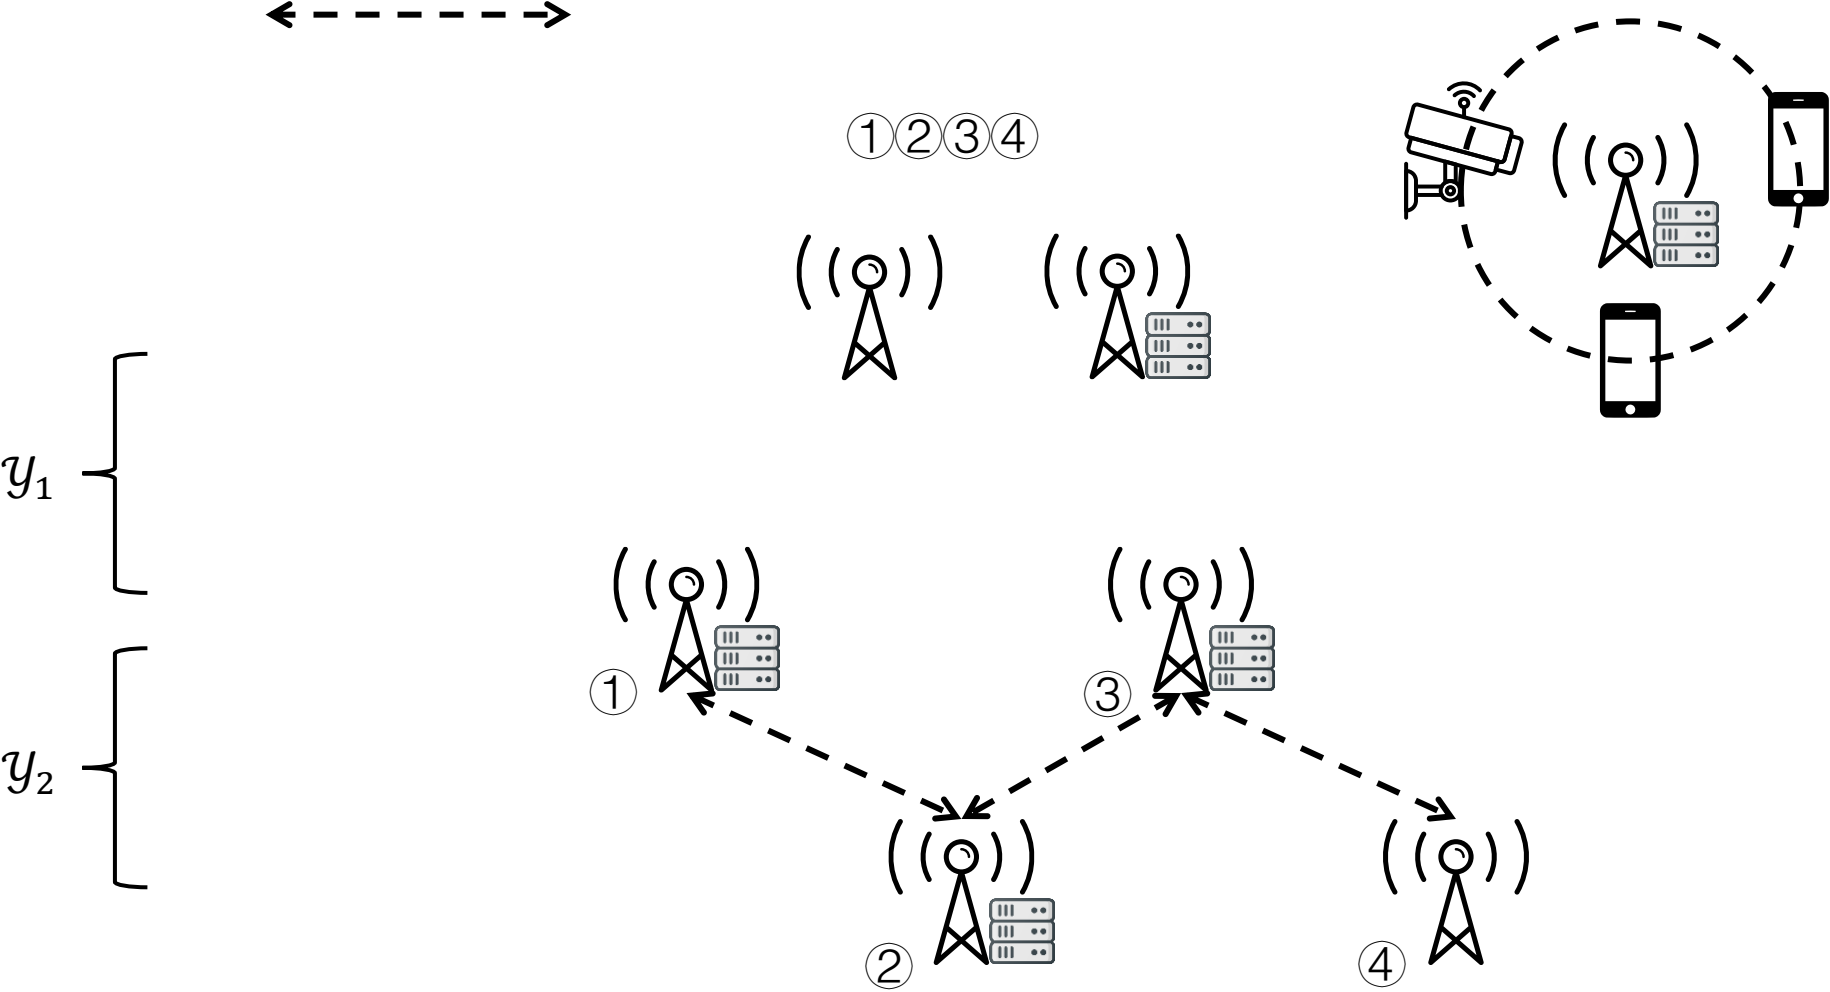 ①②③④
𝒴₁
① ③
𝒴₂
② ④